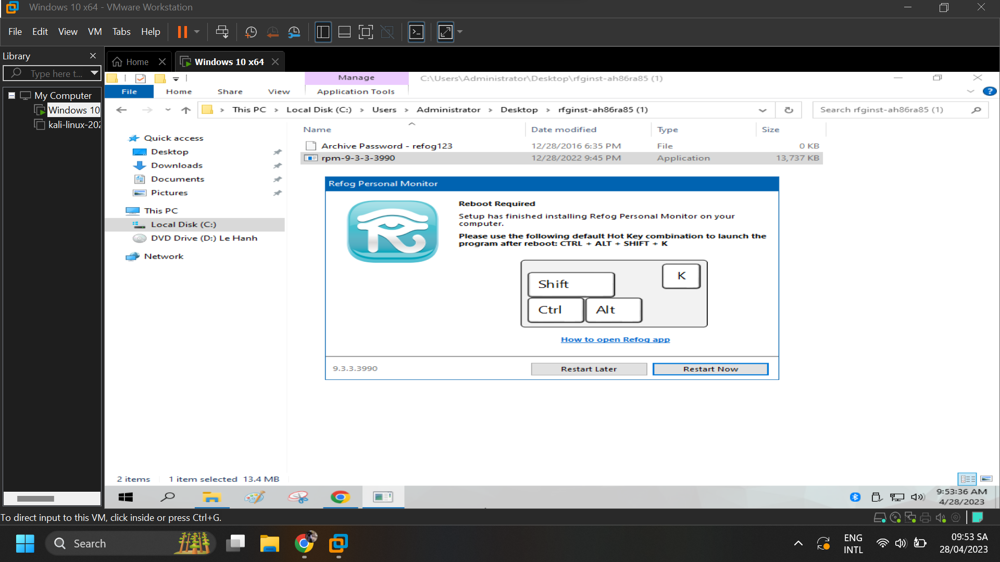 Windows 10 x64 - VMware Workstation
File Edit View VM Tabs Help
Library
Type here t...
My Computer
Windows 10
kali-linux-202
Home
Windows 10 x64
Manage
C:\Users\Administrator\Desktop\rfginst-ah86ra85 (1)
File Home Share View Application Tools
This PC Local Disk (C:) Users Administrator Desktop rfginst-ah86ra85 (1)
Search rfginst-ah86ra85 (1)
Quick access
Desktop
Downloads
Documents
Pictures
This PC
Local Disk (C:)
DVD Drive (D:) Le Hanh
Network
Name Date modified Type Size
Archive Password - refog123 12/28/2016 6:35 PM File 0 KB
rpm-9-3-3-3990 12/28/2022 9:45 PM Application 13,737 KB
Refog Personal Monitor
Reboot Required
Setup has finished installing Refog Personal Monitor on your
computer.
Please use the following default Hot Key combination to launch the
program after reboot: CTRL + ALT + SHIFT + K
K
Shift
Ctrl Alt
How to open Refog app
9.3.3.3990
Restart Later Restart Now
2 items 1 item selected 13.4 MB
9:53:36 AM
4/28/2023
To direct input to this VM, click inside or press Ctrl+G.
Search
ENG
INTL
09:53 SA
28/04/2023